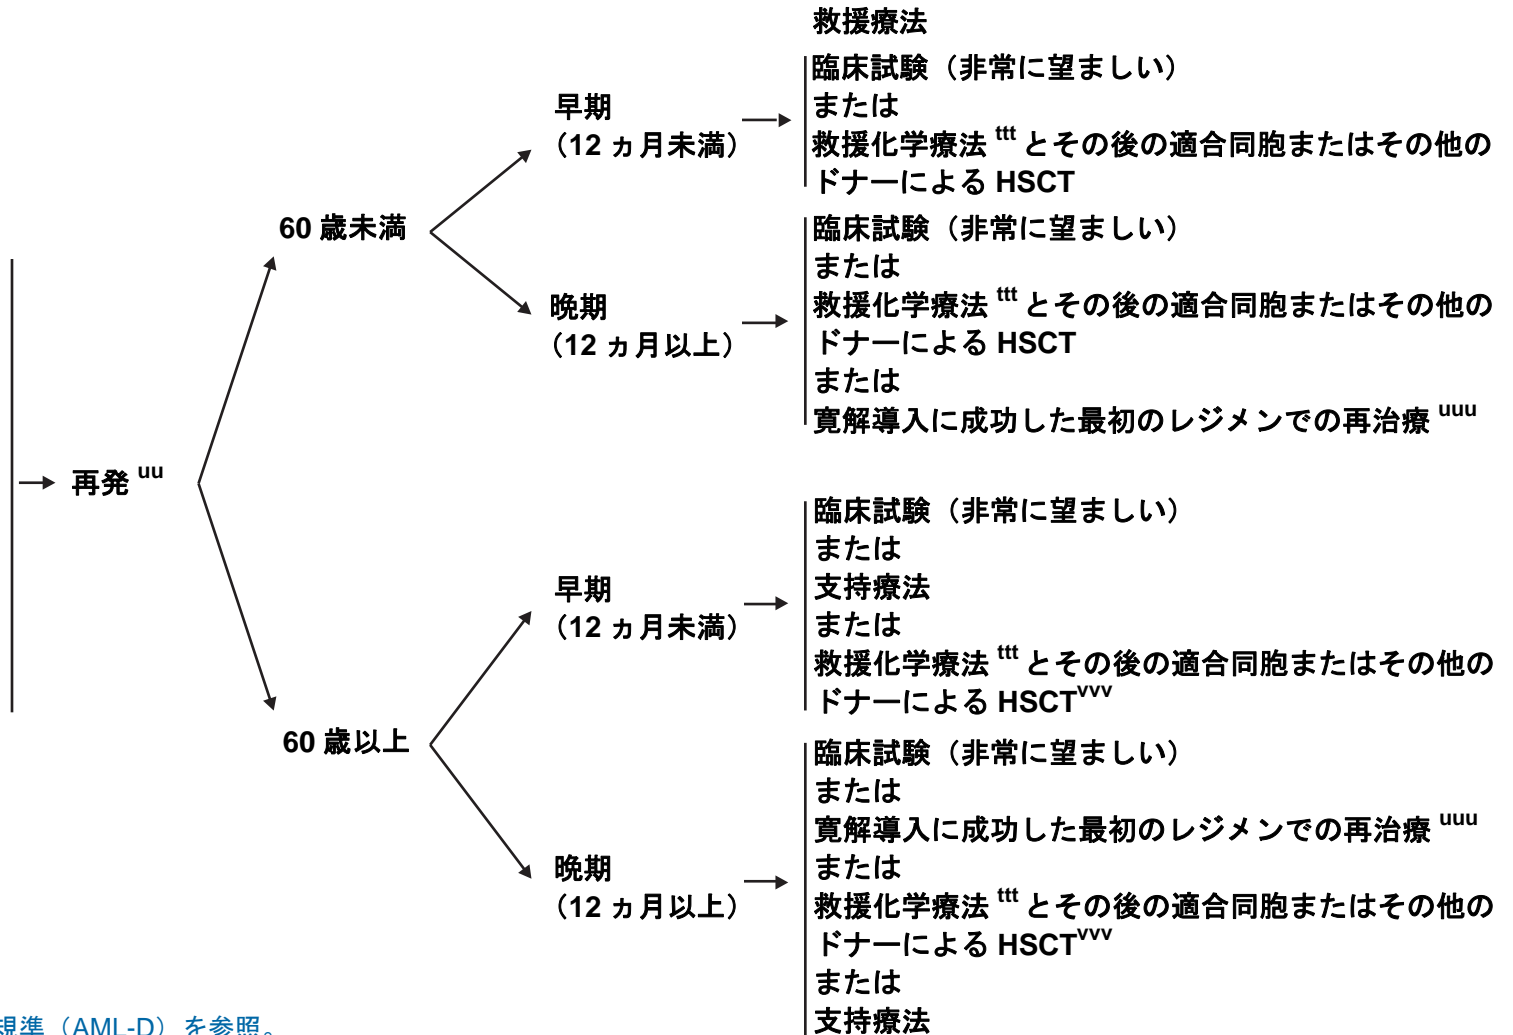 救援療法
臨床試験（非常に望ましい）
または
救援化学療法 ttt とその後の適合同胞またはその他の
ドナーによる HSCT
早期
（12 ヵ月未満）
60 歳未満
臨床試験（非常に望ましい）
または
救援化学療法 ttt とその後の適合同胞またはその他の
ドナーによる HSCT
または
寛解導入に成功した最初のレジメンでの再治療 uuu
晩期
（12 ヵ月以上）
再発 uu
臨床試験（非常に望ましい）
または
支持療法
または
救援化学療法 ttt とその後の適合同胞またはその他の
ドナーによる HSCTvvv
早期
（12 ヵ月未満）
60 歳以上
臨床試験（非常に望ましい）
または
寛解導入に成功した最初のレジメンでの再治療 uuu
または
救援化学療法 ttt とその後の適合同胞またはその他の
ドナーによる HSCTvvv
または
支持療法
晩期
（12 ヵ月以上）
規準（AML-D）を参照。